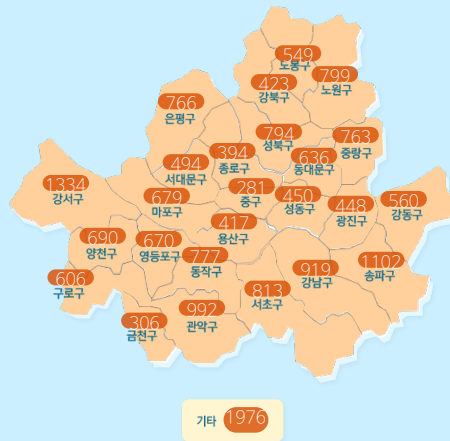 549
도봉구
799
노원구
423
강북구
766
은평구
794
성북구
763
중랑구
394
종로구
636
동대문구
494
서대문구
1334
강서구
679
마포구
281
중구
450
성동구
448
광진구
560
강동구
417
용산구
690
양천구
670
영등포구
777
동작구
1102
송파구
919
강남구
606
구로구
813
서초구
992
관악구
306
금천구
기타 1976